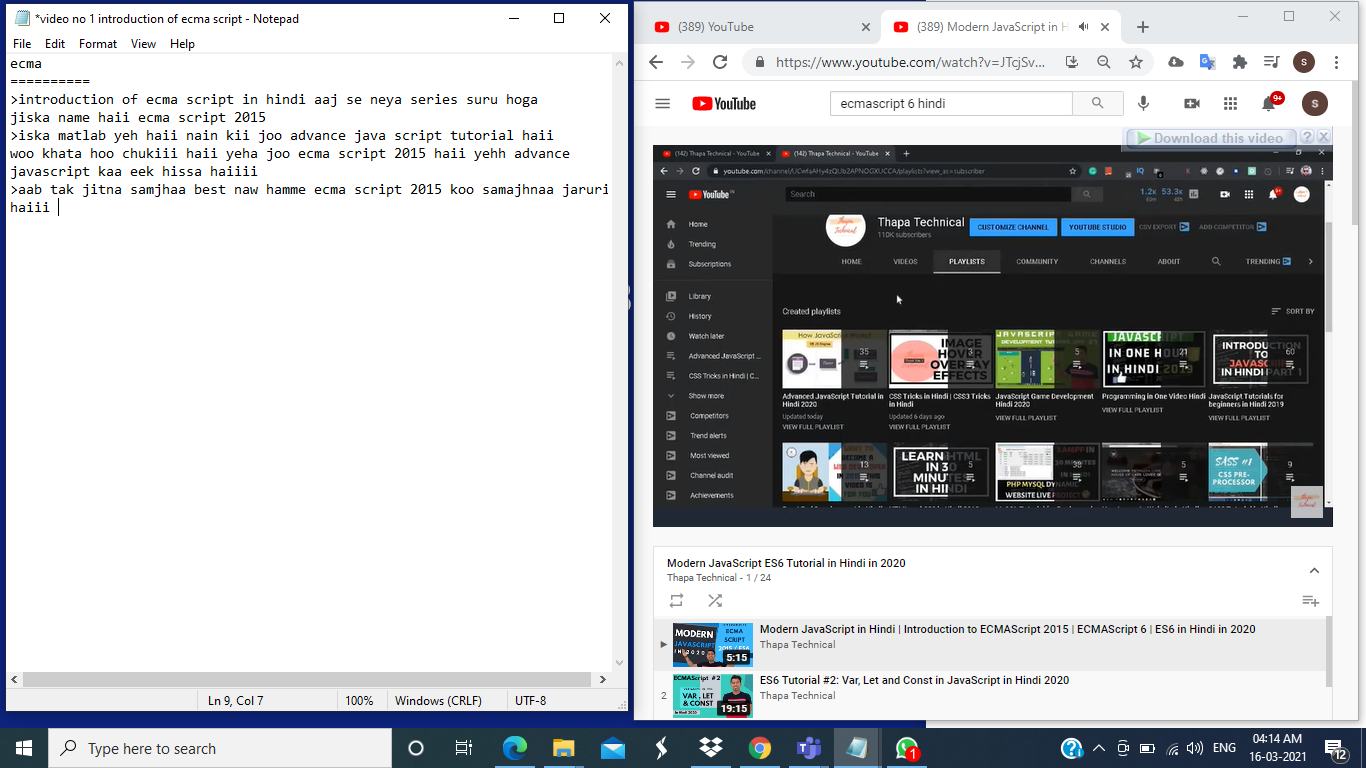 *video no 1 introduction of ecma script - Notepad
File Edit Format View Help
ecma
==========
>introduction of ecma script in hindi aaj se neya series suru hoga
jiska name haii ecma script 2015
>iska matlab yeh haii nain kii joo advance java script tutorial haii
woo khata hoo chukiii haii yeha joo ecma script 2015 haii yehh advance
javascript kaa eek hissa haiiii
>aab tak jitna samjhaa best naw hamme ecma script 2015 koo samajhnaa jaruri
haiii
Ln 9, Col 7 100% Windows (CRLF) UTF-8
(389) YouTube
(389) Modern JavaScript in H
https://www.youtube.com/watch?v=JTcjSv...
S
YouTube
ecmascript 6 hindi
9+
S
Download this video ? X
(142) Thapa Technical - YouTube
(142) Thapa Technical - YouTube
youtube.com/channel/UCwfaAHy4zQUb2APNOGXUCCA/playlists?view_as=subscriber
YouTube
Search
1.2x 53.3x
Home
Trending
Subscriptions
Library
History
Watch later
Advanced JavaScript ...
CSS Tricks in Hindi | C...
Show more
Competitors
Trend alerts
Most viewed
Channel audit
Achievements
Thapa Technical
110K subscribers
CUSTOMIZE CHANNEL YOUTUBE STUDIO CSV EXPORT ADD COMPETITOR
HOME VIDEOS PLAYLISTS COMMUNITY CHANNELS ABOUT TRENDING
Created playlists
SORT BY
35
IMAGE HOVER OVERLAY EFFECTS
5
JAVASCRIPT IN ONE HOUR IN HINDI 2019
21
INTRODUCTION TO JAVASCRIPT IN HINDI PART 1
60
Advanced JavaScript Tutorial in
Hindi 2020
Updated today
VIEW FULL PLAYLIST
CSS Tricks in Hindi | CSS3 Tricks
in Hindi
Updated 6 days ago
VIEW FULL PLAYLIST
JavaScript Game Development
Hindi 2020
VIEW FULL PLAYLIST
Programming in One Video Hindi
VIEW FULL PLAYLIST
JavaScript Tutorials for
beginners in Hindi 2019
VIEW FULL PLAYLIST
13
LEARN HTML IN 30 MINUTES IN HINDI
5
PHP MYSQL DYNAMIC WEBSITE LIVE
38
5
SASS #1 CSS PRE-PROCESSOR
9
Modern JavaScript ES6 Tutorial in Hindi in 2020
Thapa Technical - 1 / 24
MODERN JAVASCRIPT IN HINDI 2020
ECMA SCRIPT 2015 / ES6
5:15
Modern JavaScript in Hindi | Introduction to ECMAScript 2015 | ECMAScript 6 | ES6 in Hindi in 2020
Thapa Technical
2
ECMAScript #2
VAR , LET & CONST
In Hindi 2020
19:15
ES6 Tutorial #2: Var, Let and Const in JavaScript in Hindi 2020
Thapa Technical
Type here to search
1
ENG
04:14 AM
16-03-2021
12